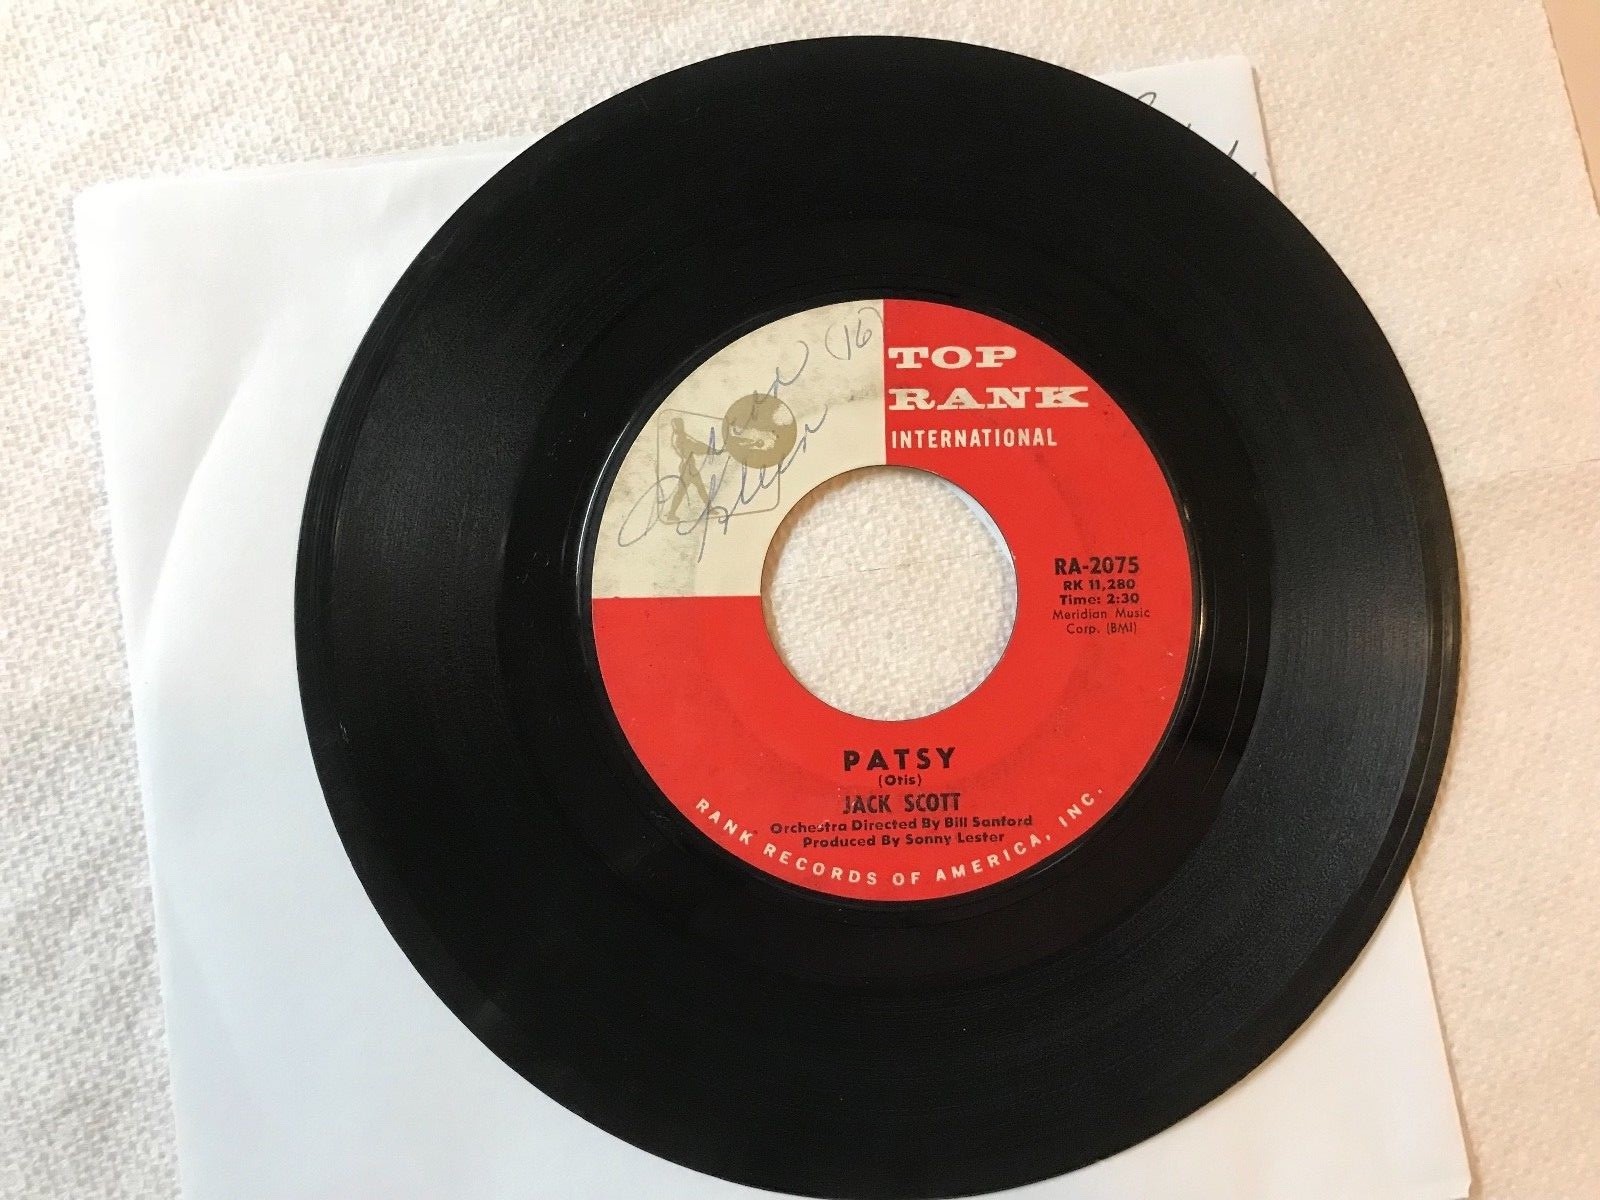 (16)
TOP
RANK
INTERNATIONAL
RA-2075
RK 11,280
Time: 2:30
Meridian Music
Corp. (BMI)
PATSY
(Otis)
JACK SCOTT
Orchestra Directed By Bill Sanford
Produced By Sonny Lester
RANK RECORDS OF AMERICA, INC.